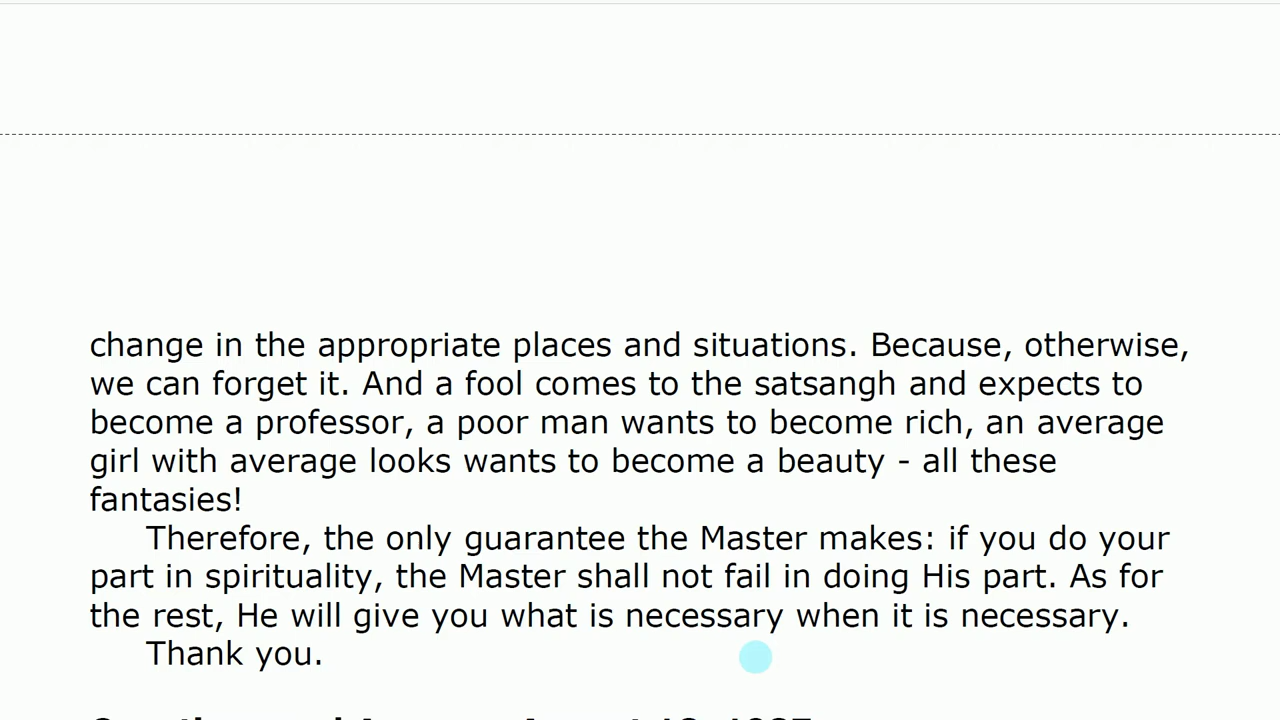 change in the appropriate places and situations. Because, otherwise,
we can forget it. And a fool comes to the satsangh and expects to
become a professor, a poor man wants to become rich, an average
girl with average looks wants to become a beauty - all these
fantasies!
Therefore, the only guarantee the Master makes: if you do your
part in spirituality, the Master shall not fail in doing His part. As for
the rest, He will give you what is necessary when it is necessary.
Thank you.